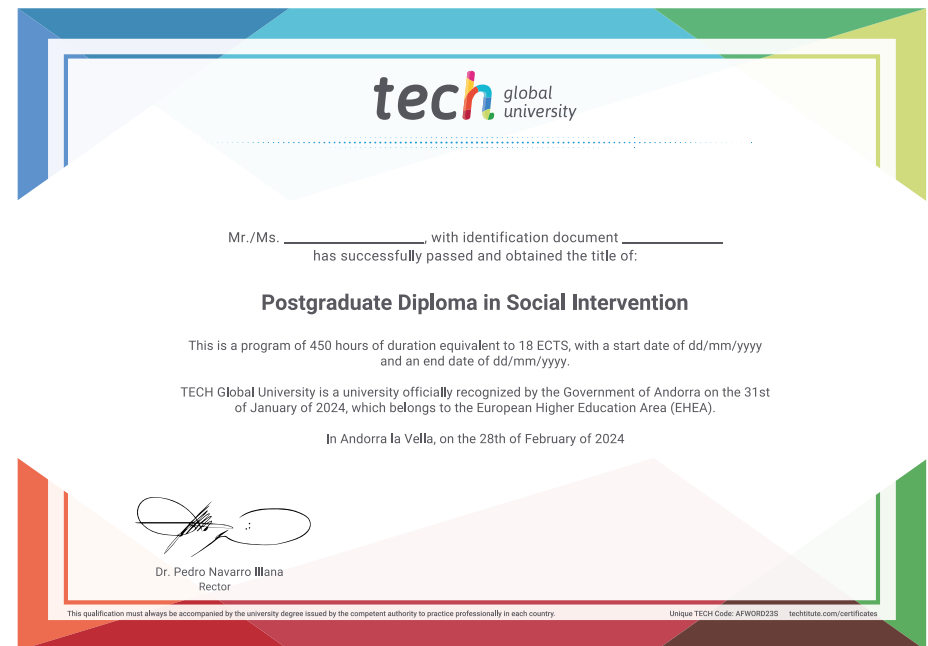 tech global
university
Mr./Ms. ____________, with identification document ____________
has successfully passed and obtained the title of:
Postgraduate Diploma in Social Intervention
This is a program of 450 hours of duration equivalent to 18 ECTS, with a start date of dd/mm/yyyy
and an end date of dd/mm/yyyy.
TECH Global University is a university officially recognized by the Government of Andorra on the 31st
of January of 2024, which belongs to the European Higher Education Area (EHEA).
In Andorra la Vella, on the 28th of February of 2024
Dr. Pedro Navarro Illana
Rector
This qualification must always be accompanied by the university degree issued by the competent authority to practice professionally in each country. Unique TECH Code: AFWORD23S techtitute.com/certificates